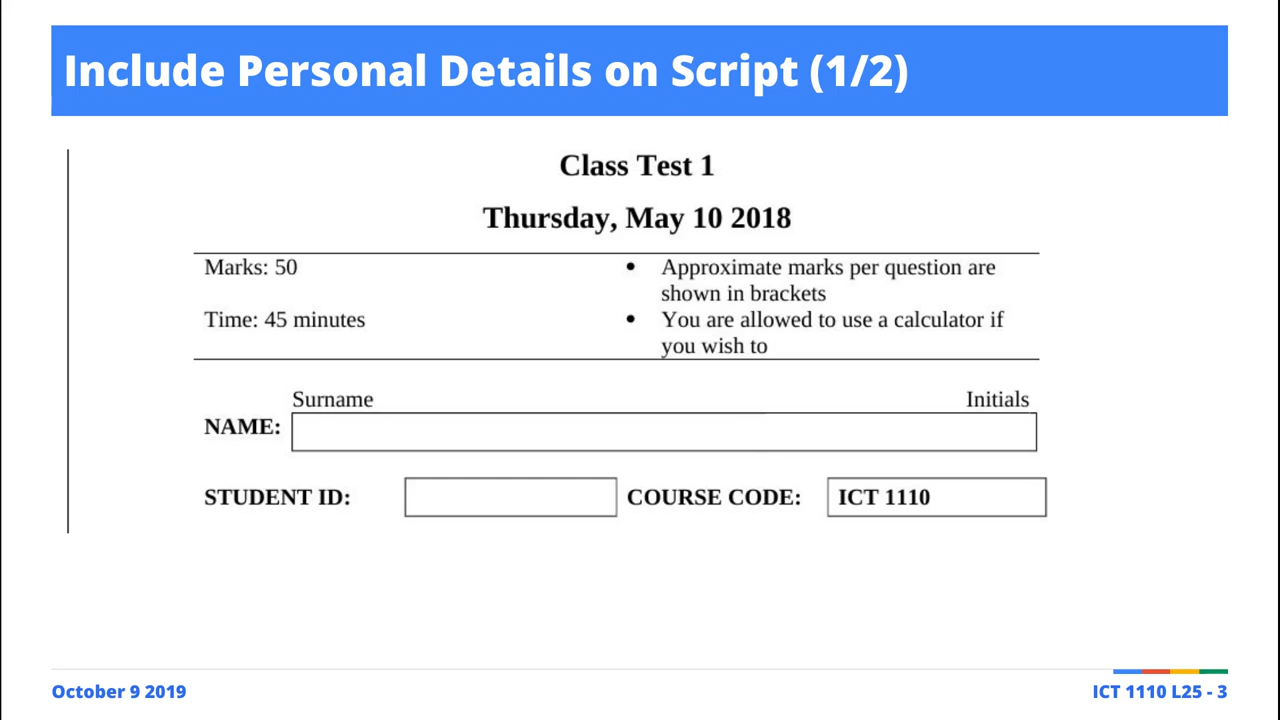 Include Personal Details on Script (1/2)
Class Test 1
Thursday, May 10 2018
Marks: 50
Time: 45 minutes
• Approximate marks per question are
shown in brackets
• You are allowed to use a calculator if
you wish to
Surname Initials
NAME:
STUDENT ID: COURSE CODE: ICT 1110
October 9 2019 ICT 1110 L25 - 3